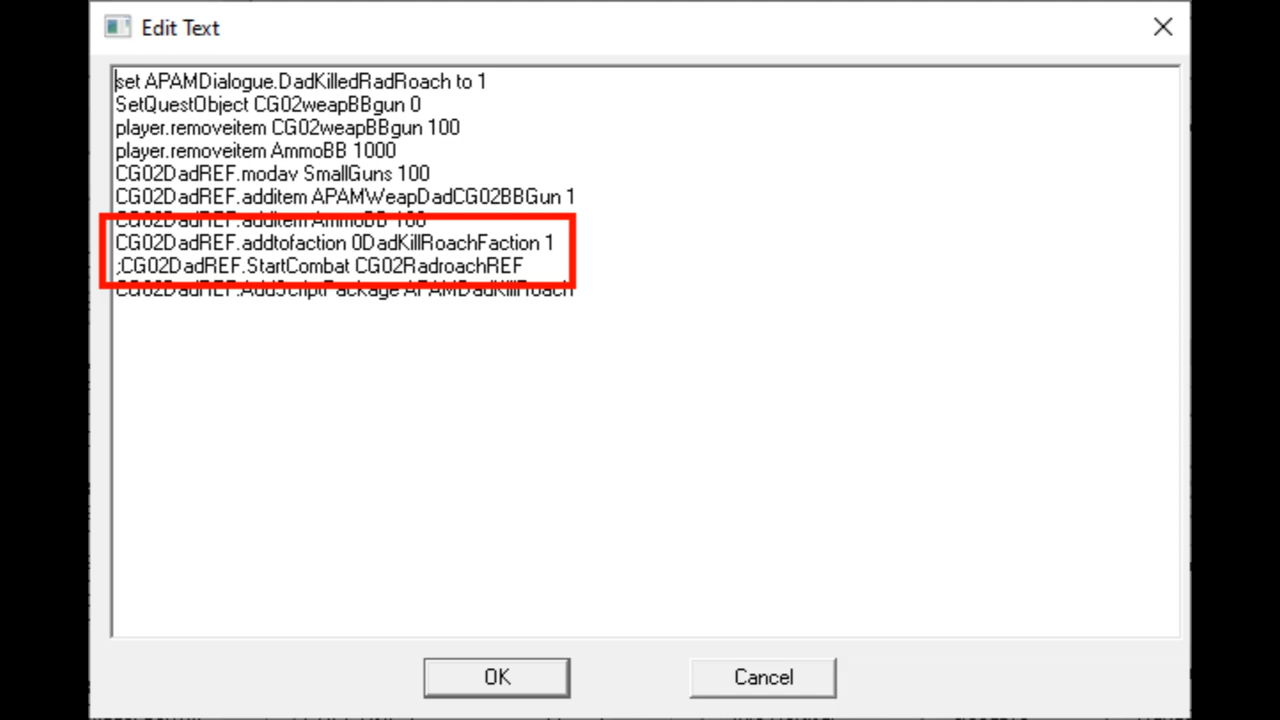 Edit Text
set APAMDialogue.DadKilledRadRoach to 1
SetQuestObject CG02weapBBgun 0
player.removeitem CG02weapBBgun 100
player.removeitem AmmoBB 1000
CG02DadREF.modav SmallGuns 100
CG02DadREF.additem APAMWeapDadCG02BBGun 1
CG02DadREF.additem AmmoBB 100
CG02DadREF.addtofaction 0DadKillRoachFaction 1
;CG02DadREF.StartCombat CG02RadroachREF
CG02DadREF.AddScriptPackage APAMDadKillRoach
OK Cancel